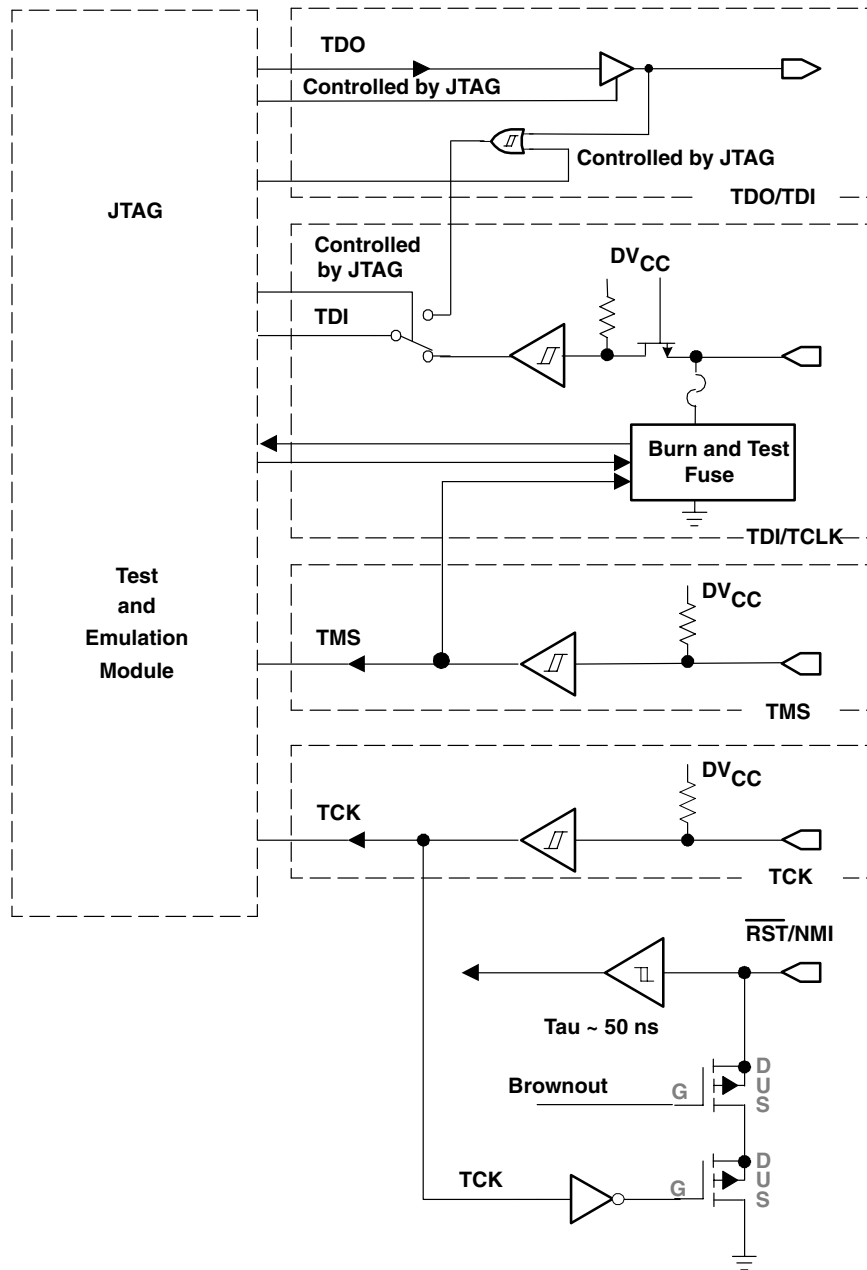 TDO
Controlled by JTAG
Controlled by JTAG
TDO/TDI
JTAG
Controlled
by JTAG
DVCC
TDI
Burn and Test
Fuse
TDI/TCLK
Test
and
Emulation
Module
DVCC
TMS
TMS
DVCC
TCK
TCK
RST/NMI
Tau ~ 50 ns
Brownout
G
D
U
S
TCK
G
D
U
S